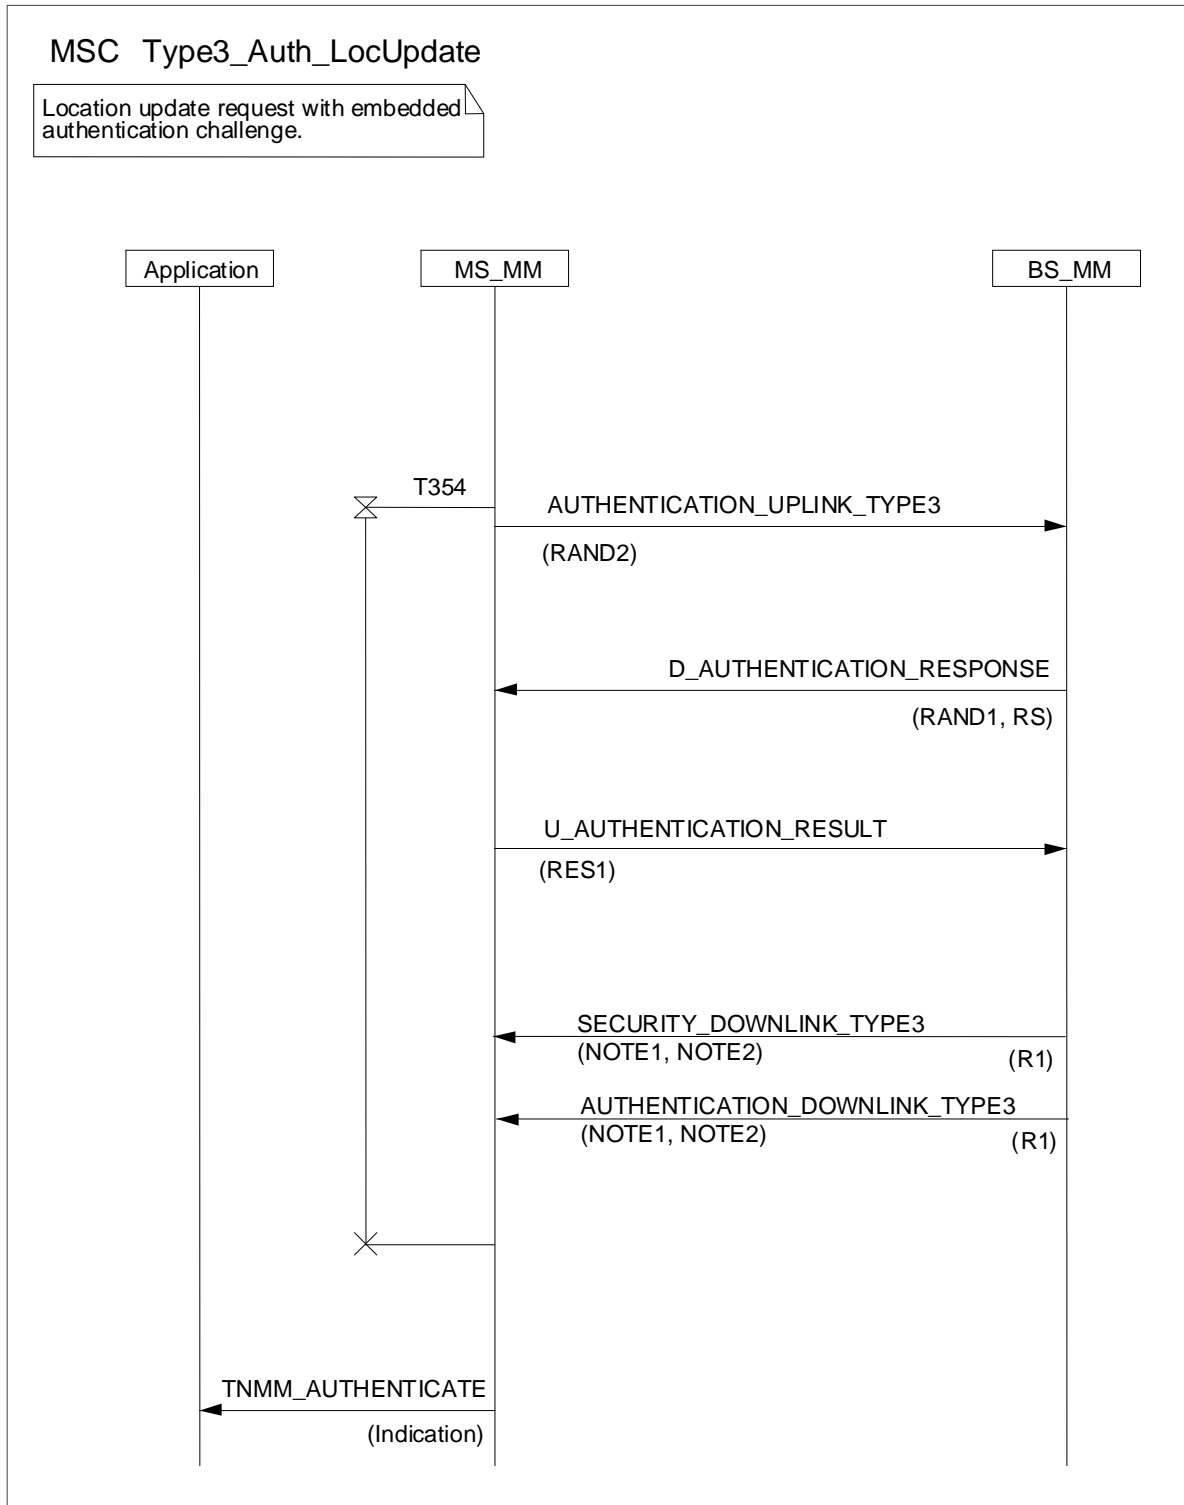 MSC Type3_Auth_LocUpdate
Location update request with embedded
authentication challenge.
Application
MS_MM
BS_MM
T354
AUTHENTICATION_UPLINK_TYPE3
(RAND2)
D_AUTHENTICATION_RESPONSE
(RAND1, RS)
U_AUTHENTICATION_RESULT
(RES1)
SECURITY_DOWNLINK_TYPE3
(NOTE1, NOTE2)
(R1)
AUTHENTICATION_DOWNLINK_TYPE3
(NOTE1, NOTE2)
(R1)
TNMM_AUTHENTICATE
(Indication)